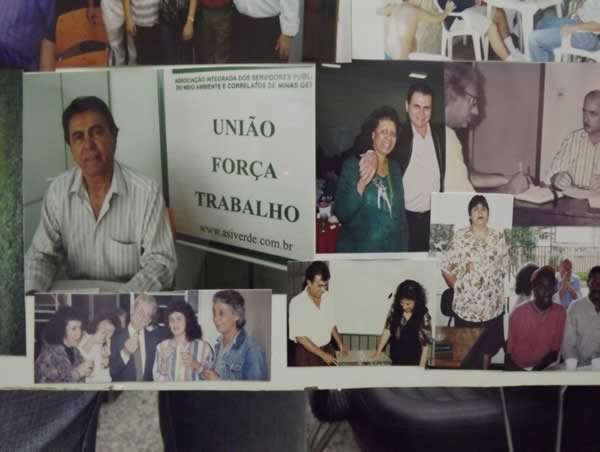 ASSOCIAÇÃO INTEGRADA DOS SERVIDORES PÚBL
DO MEIO AMBIENTE E CORRELATOS DE MINAS GE
UNIÃO
FORÇA
TRABALHO
www.asiverde.com.br